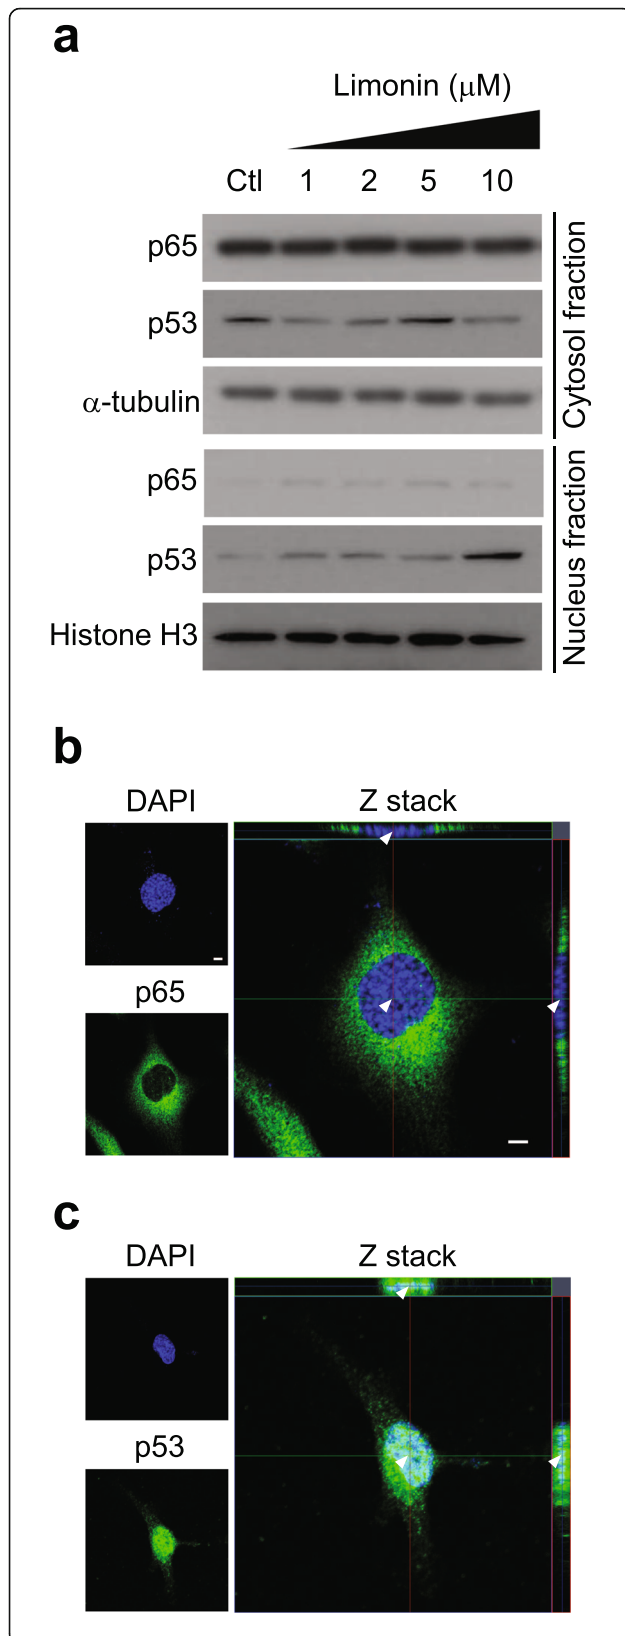 a
Limonin (μM)
Ctl 1 2 5 10
p65
p53
α-tubulin
Cytosol fraction
p65
p53
Histone H3
Nucleus fraction
b
DAPI
Z stack
p65
c
DAPI
Z stack
p53